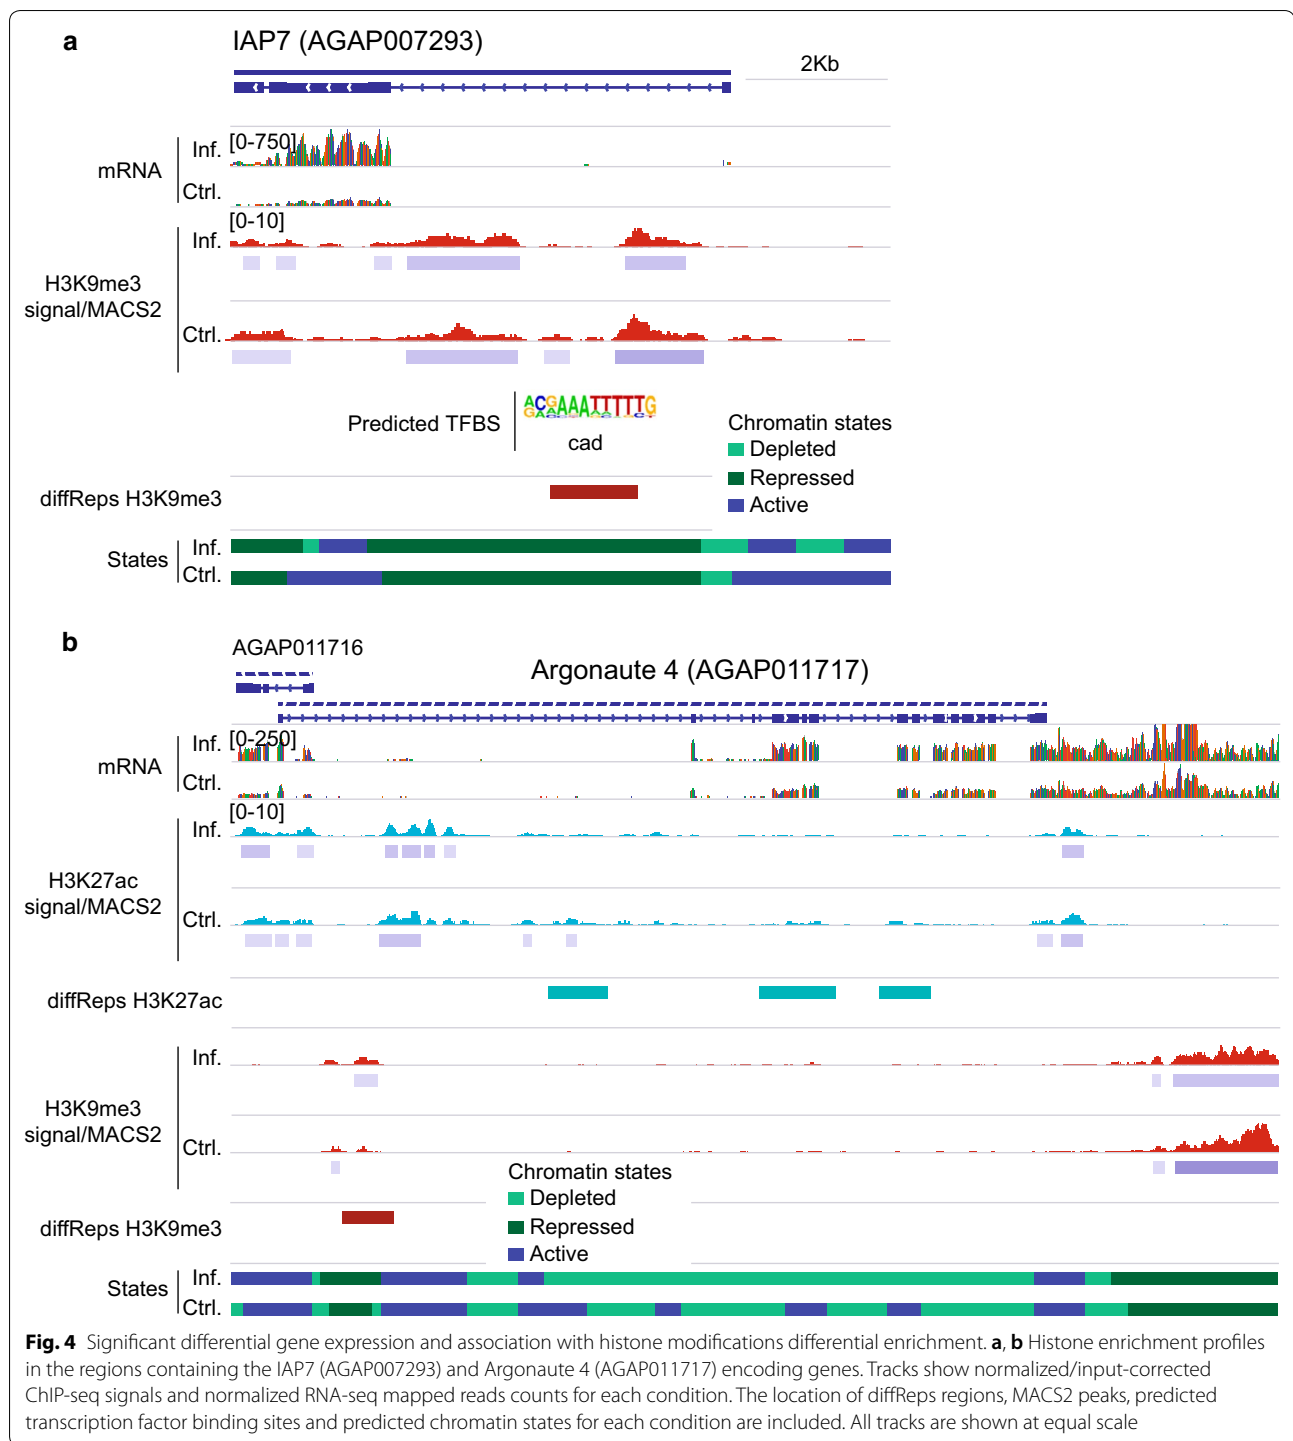 a
IAP7 (AGAP007293)
2Kb
[0-750]
Inf.
mRNA
Ctrl.
[0-10]
Inf.
H3K9me3
signal/MACS2
Ctrl.
Predicted TFBS
cad
Chromatin states
Depleted
Repressed
Active
diffReps H3K9me3
States
Inf.
Ctrl.
b
AGAP011716
Argonaute 4 (AGAP011717)
[0-250]
Inf.
mRNA
Ctrl.
[0-10]
Inf.
H3K27ac
signal/MACS2
Ctrl.
diffReps H3K27ac
Inf.
H3K9me3
signal/MACS2
Ctrl.
Chromatin states
Depleted
Repressed
Active
diffReps H3K9me3
States
Inf.
Ctrl.
Fig. 4 Significant differential gene expression and association with histone modifications differential enrichment. a, b Histone enrichment profiles
in the regions containing the IAP7 (AGAP007293) and Argonaute 4 (AGAP011717) encoding genes. Tracks show normalized/input-corrected
ChIP-seq signals and normalized RNA-seq mapped reads counts for each condition. The location of diffReps regions, MACS2 peaks, predicted
transcription factor binding sites and predicted chromatin states for each condition are included. All tracks are shown at equal scale